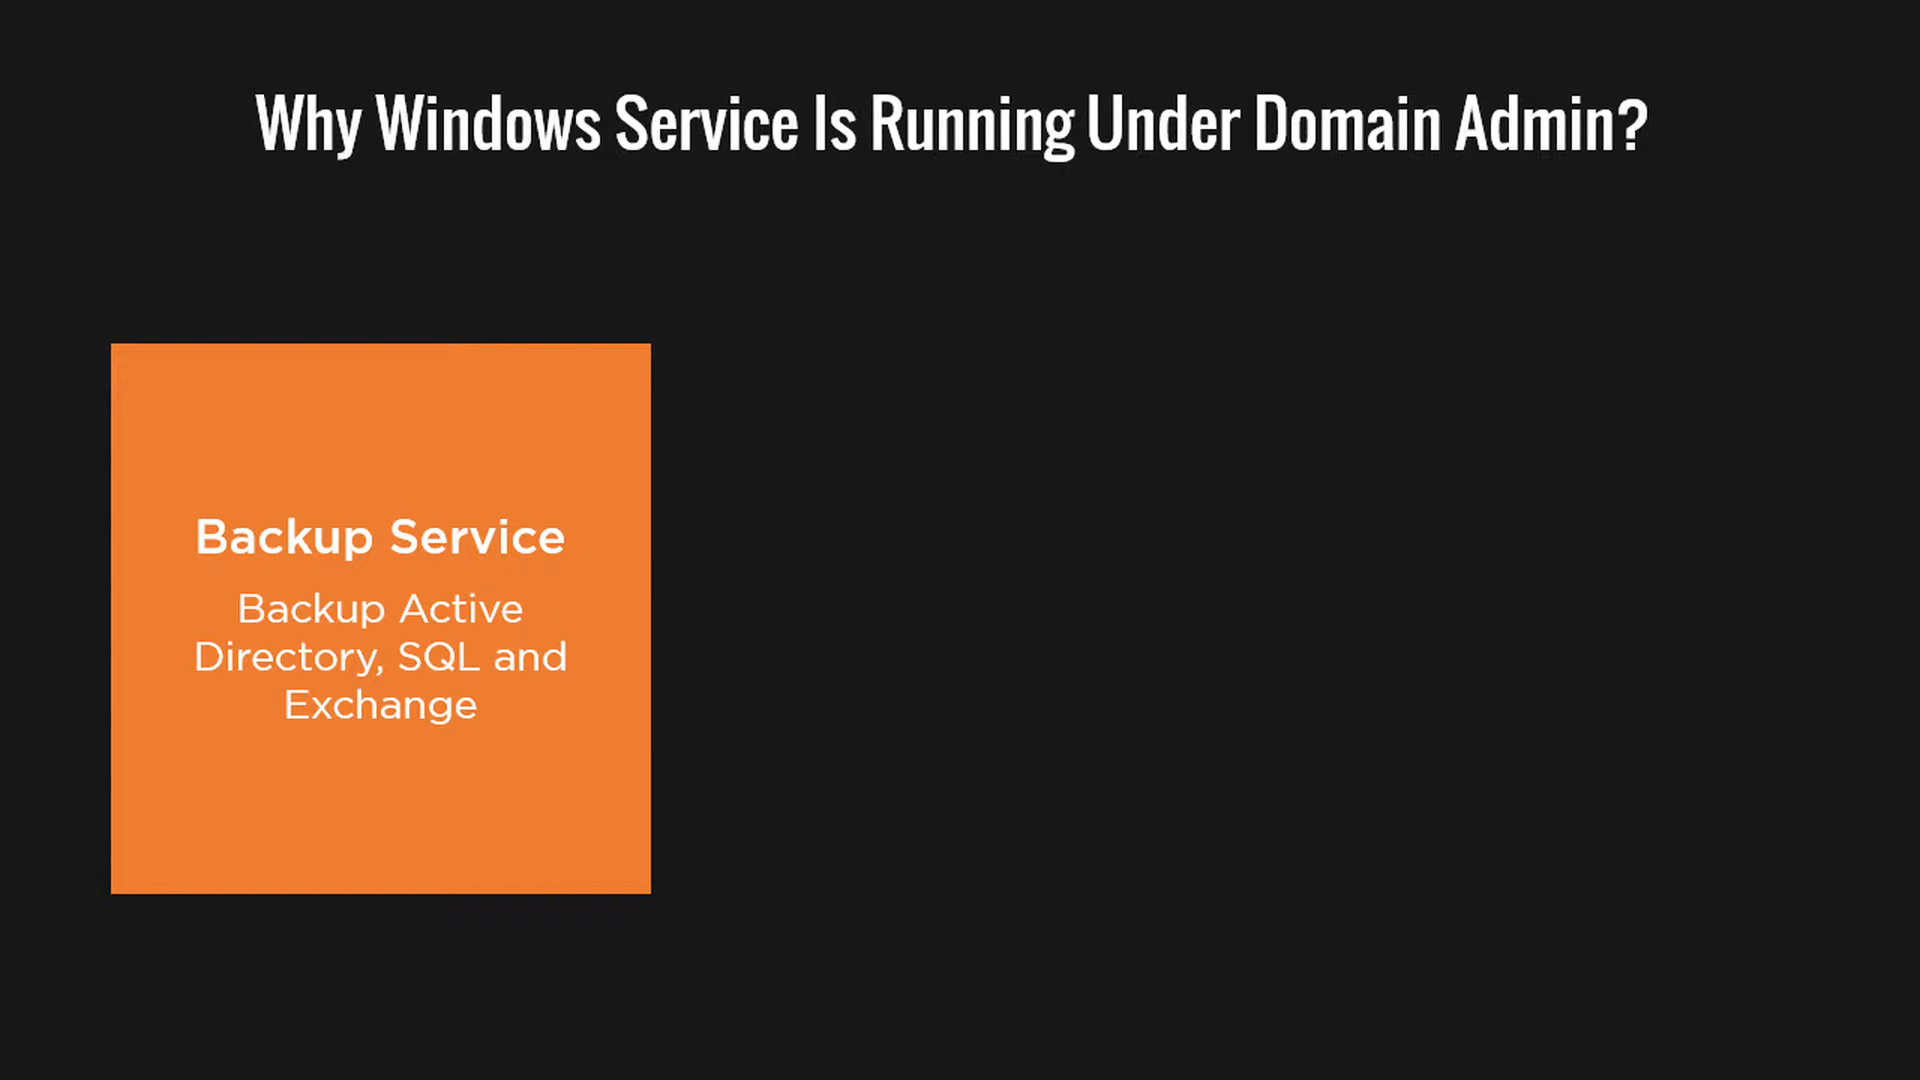 Why Windows Service Is Running Under Domain Admin?
Backup Service
Backup Active
Directory, SQL and
Exchange